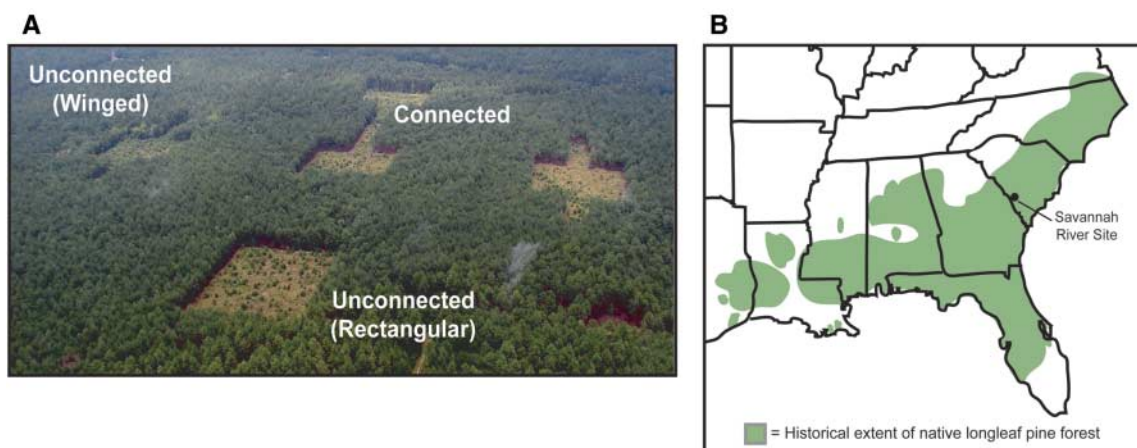 A
Unconnected
(Winged)
Connected
Unconnected
(Rectangular)
B
Savannah
River Site
= Historical extent of native longleaf pine forest